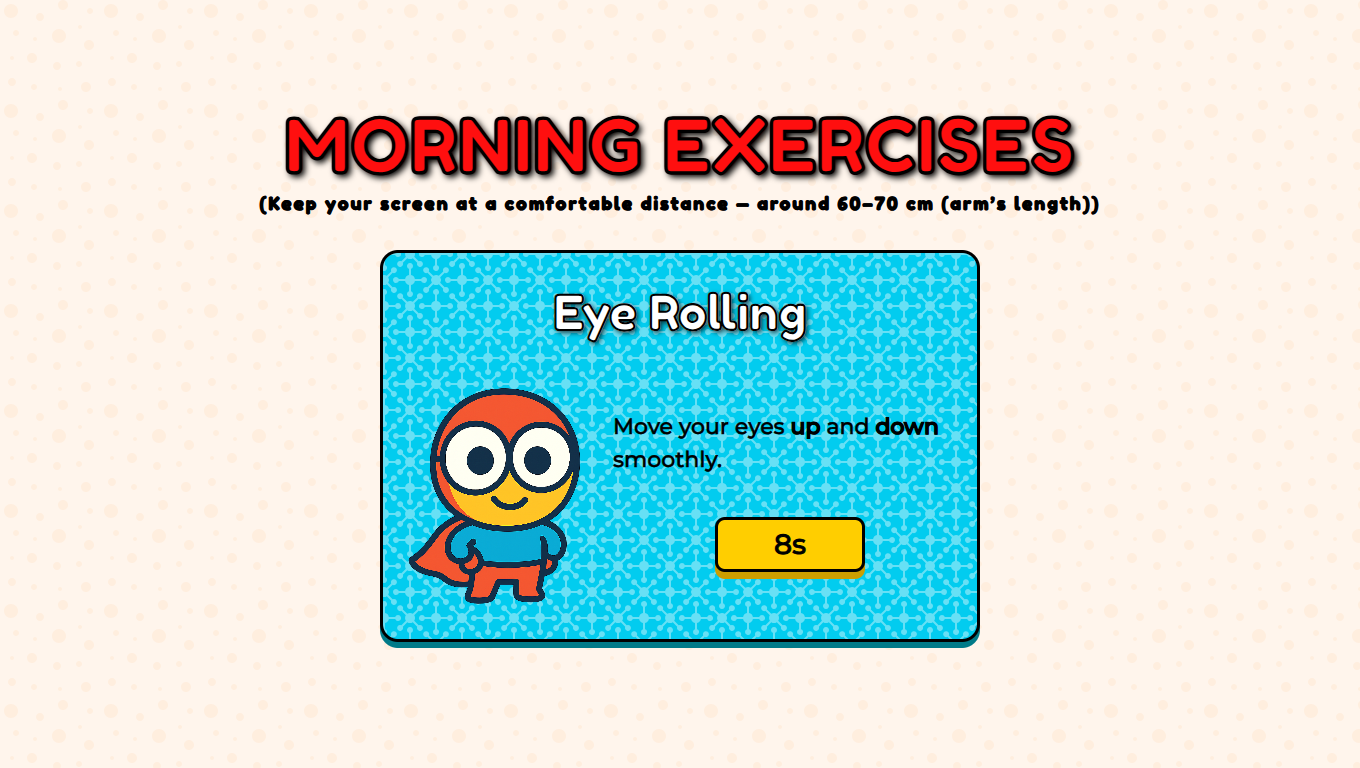 MORNING EXERCISES
(Keep your screen at a comfortable distance – around 60–70 cm (arm’s length))
Eye Rolling
Move your eyes up and down
smoothly.
8s